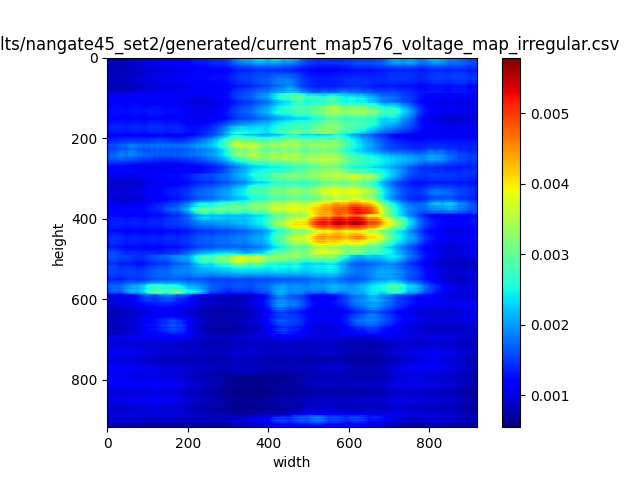 lts/nangate45_set2/generated/current_map576_voltage_map_irregular.csv
0
200
400
600
800
height
0 200 400 600 800
width
0.005
0.004
0.003
0.002
0.001